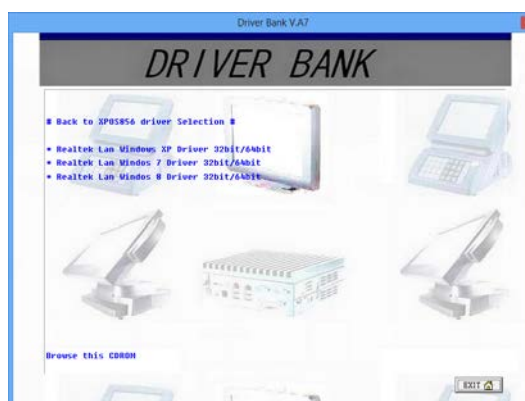 Driver Bank V.A7
DRIVER BANK
# Back to XP05856 driver Selection #
* Realtek Lan Windows XP Driver 32bit/64bit
* Realtek Lan Windos 7 Driver 32bit/64bit
* Realtek Lan Windos 8 Driver 32bit/64bit
Browse this CDROM
EXIT